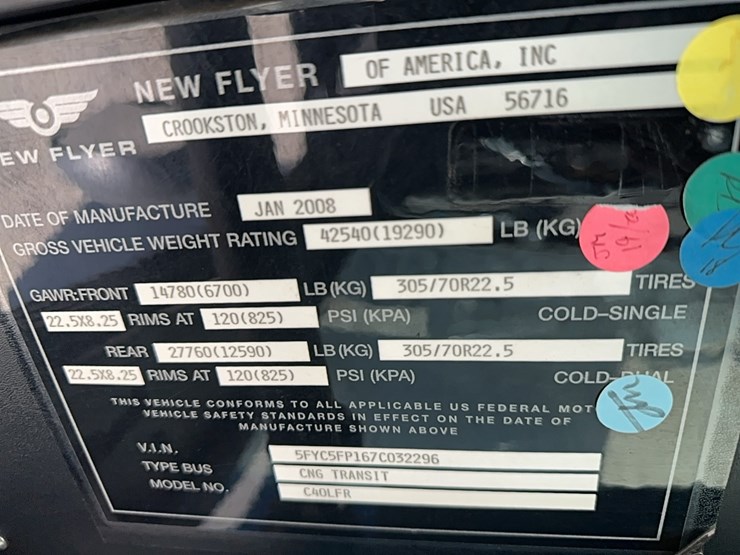 NEW FLYER OF AMERICA, INC
CROOKSTON, MINNESOTA USA 56716
EW FLYER
DATE OF MANUFACTURE JAN 2008
GROSS VEHICLE WEIGHT RATING 42540(19290) LB (KG)
GAWR:FRONT 14780(6700) LB (KG) 305/70R22.5 TIRES
22.5X8.25 RIMS AT 120(825) PSI (KPA) COLD-SINGLE
REAR 27760(12590) LB (KG) 305/70R22.5 TIRES
22.5X8.25 RIMS AT 120(825) PSI (KPA) COLD-DUAL
THIS VEHICLE CONFORMS TO ALL APPLICABLE US FEDERAL MOT
VEHICLE SAFETY STANDARDS IN EFFECT ON THE DATE OF
MANUFACTURE SHOWN ABOVE
V.I.N. 5FYC5FP167C032296
TYPE BUS CNG TRANSIT
MODEL NO. C40LFR